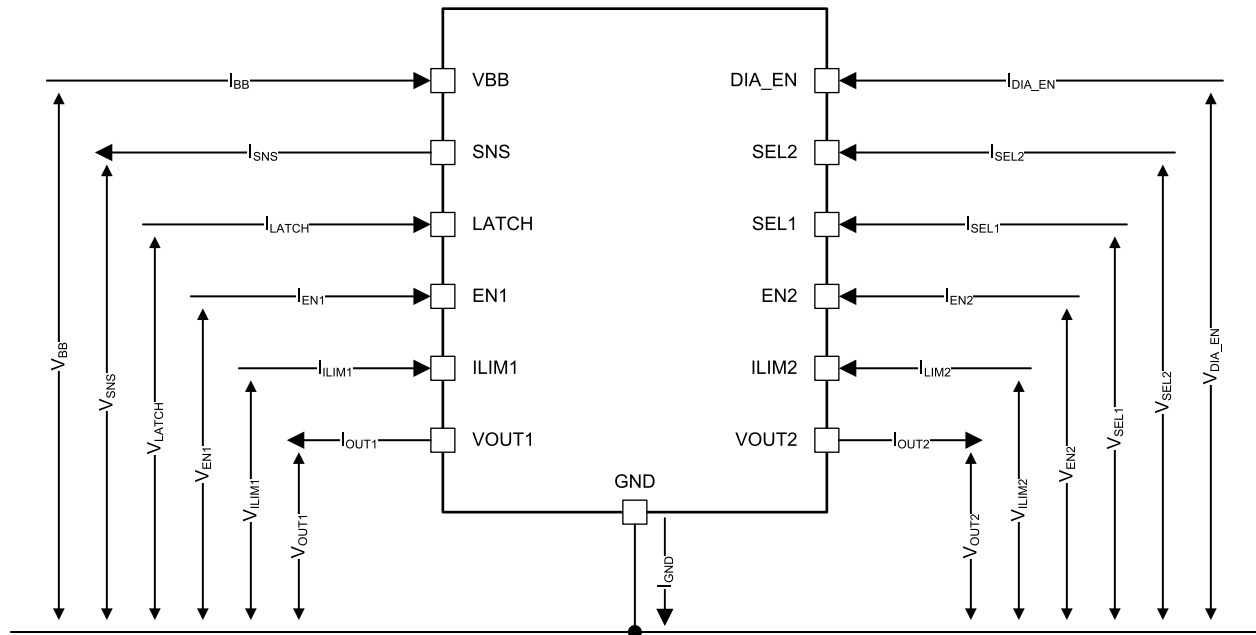 I_BB VBB DIA_EN I_DIA_EN
I_SNS SNS SEL2 I_SEL2
I_LATCH LATCH SEL1 I_SEL1
I_EN1 EN1 EN2 I_EN2
I_ILIM1 ILIM1 ILIM2 I_LIM2
I_OUT1 VOUT1 VOUT2 I_OUT2
GND
I_GND
V_BB
V_SNS
V_LATCH
V_EN1
V_ILIM1
V_OUT1
V_OUT2
V_ILIM2
V_EN2
V_SEL1
V_SEL2
V_DIA_EN